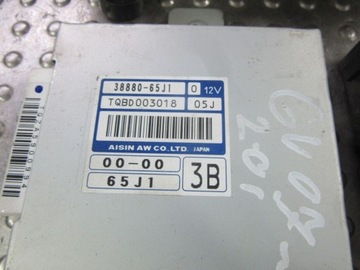 38880-65J1 0 12V
TQBD003018 05J
AISIN AW CO.,LTD. JAPAN
00-00
65J1 3B